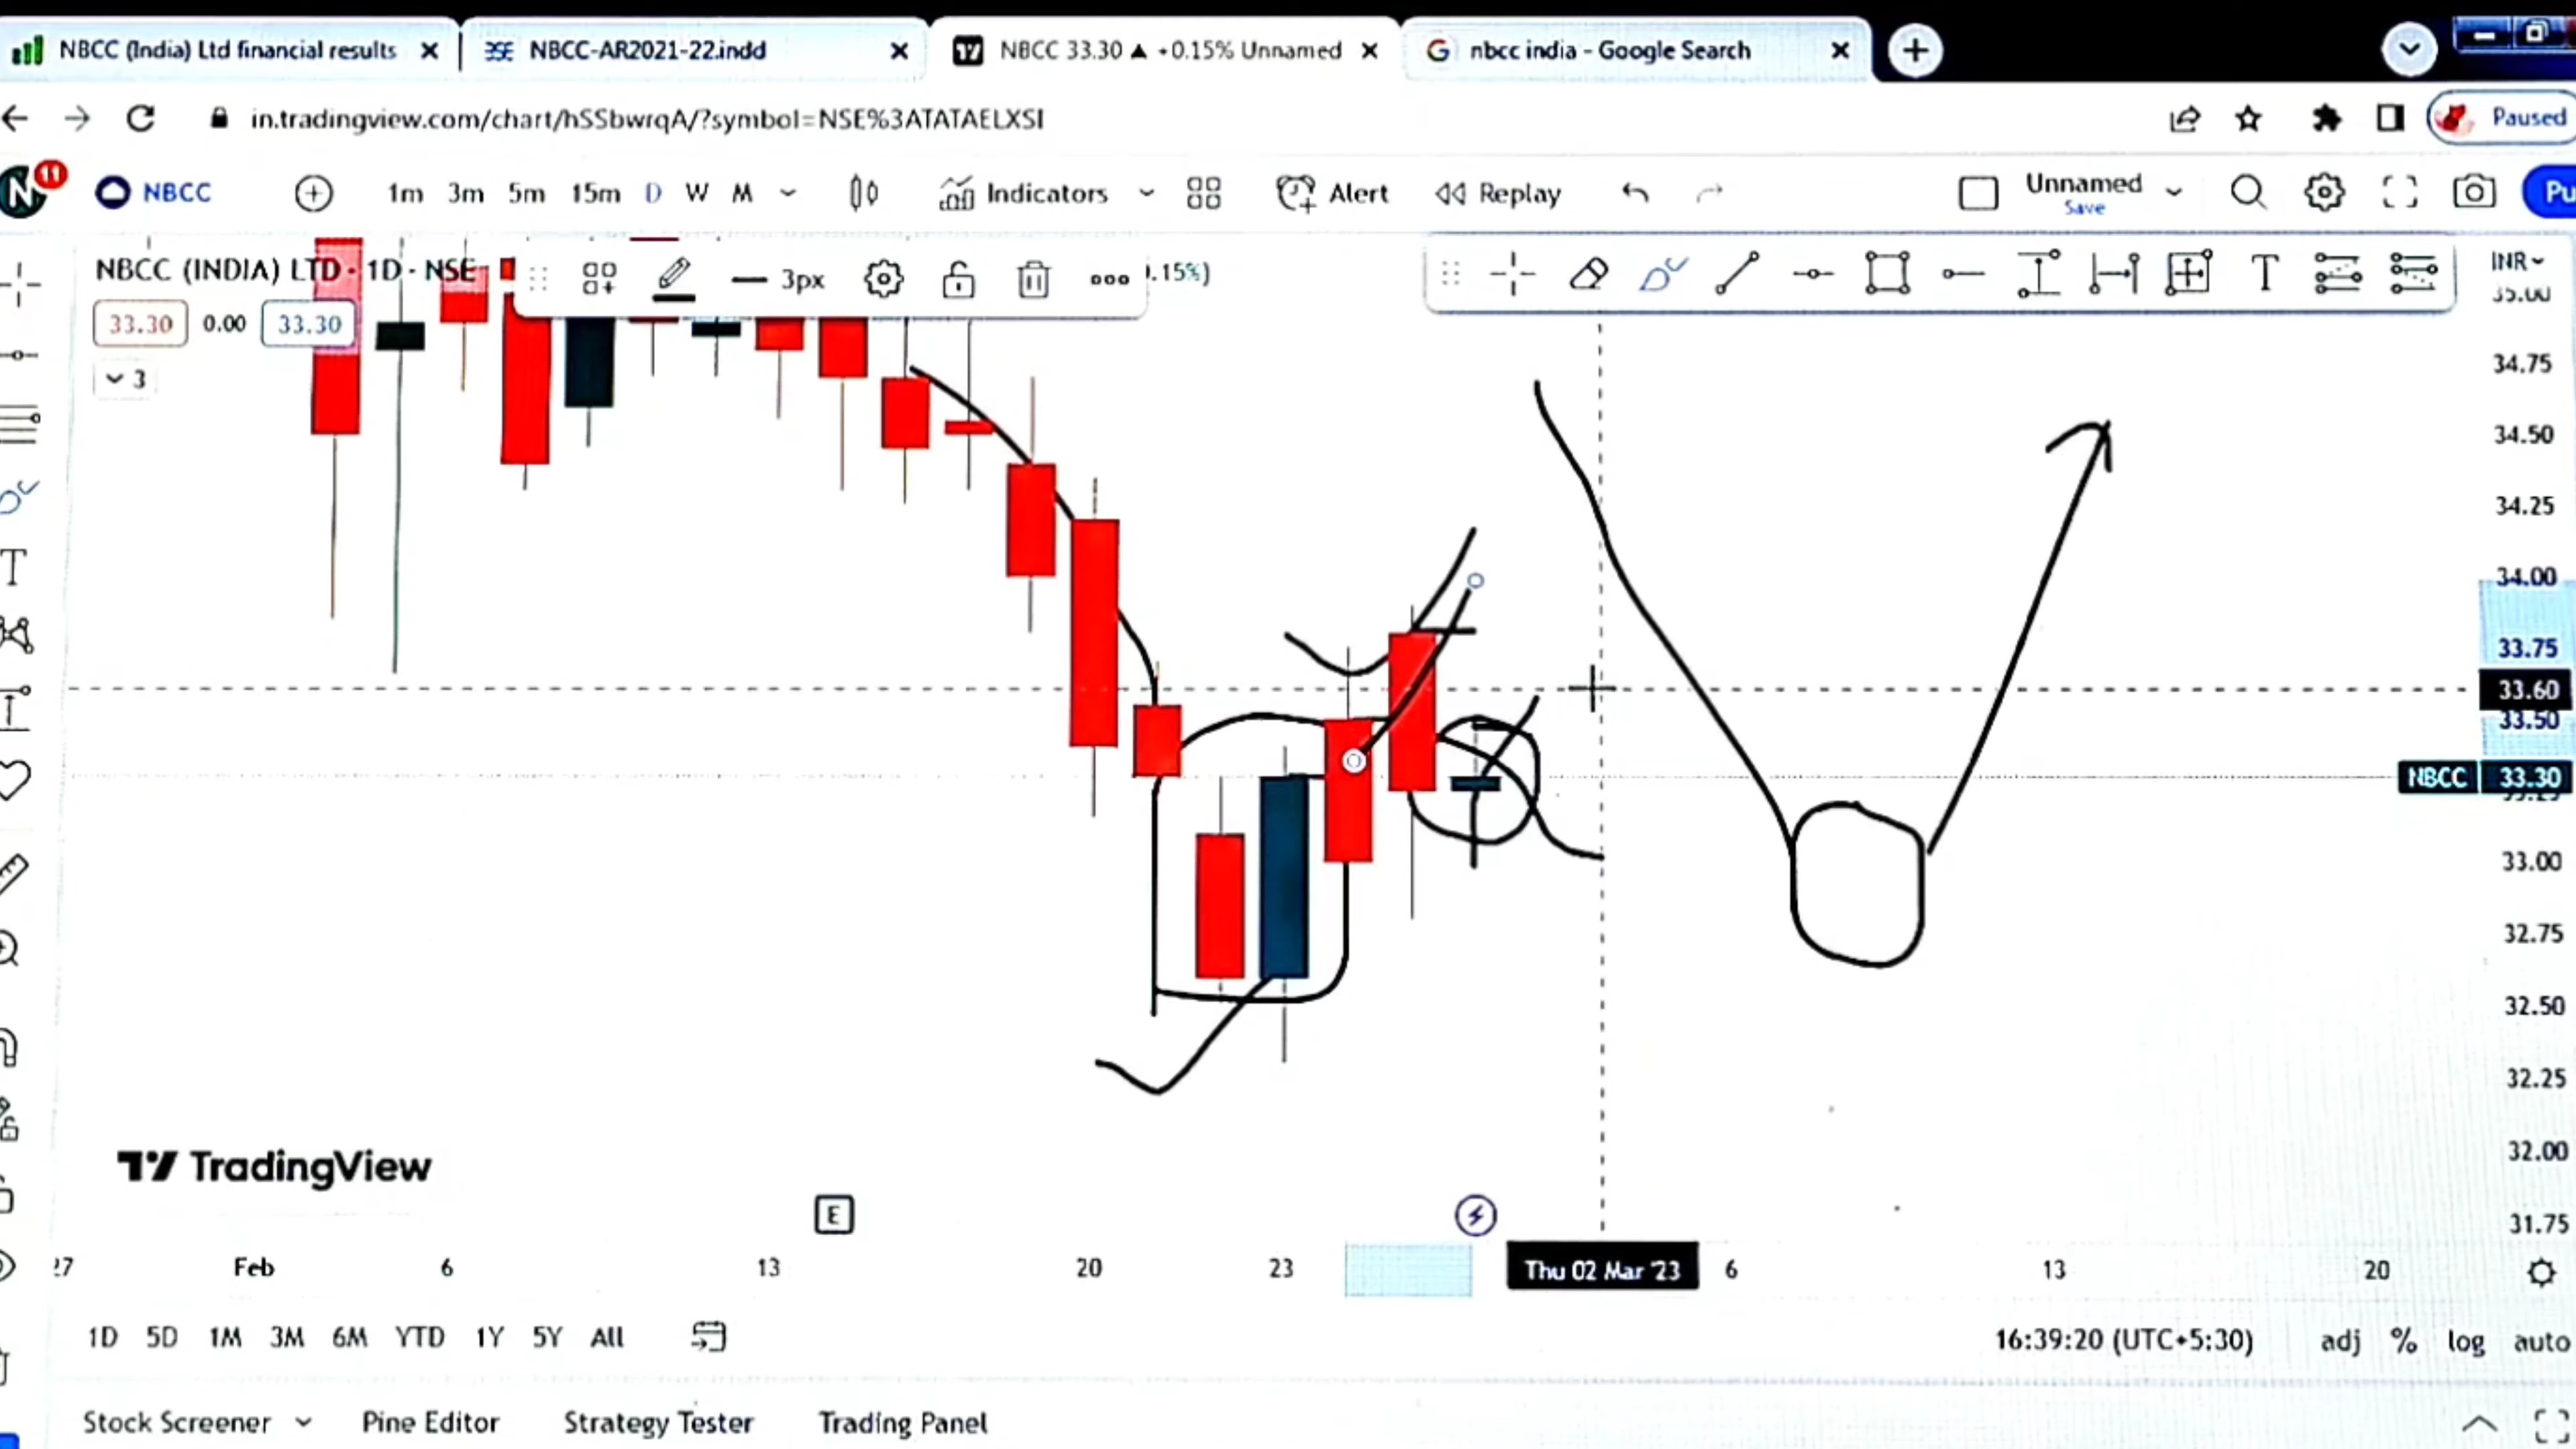 NBCC (India) Ltd financial results
NBCC-AR2021-22.indd
NBCC 33.30 ▲ +0.15% Unnamed
nbcc india - Google Search
in.tradingview.com/chart/hSSbwrqA/?symbol=NSE%3ATATAELXSI
Paused
N 11
NBCC
1m 3m 5m 15m D W M
Indicators
Alert
Replay
Unnamed
Save
Pu
NBCC (INDIA) LTD · 1D · NSE
3px
.15%)
INR
33.30 0.00 33.30
3
35.00
34.75
34.50
34.25
34.00
33.75
33.60
33.50
NBCC 33.30
33.00
32.75
32.50
32.25
32.00
31.75
TradingView
E
27 Feb 6 13 20 23 Thu 02 Mar '23 6 13 20
1D 5D 1M 3M 6M YTD 1Y 5Y All
16:39:20 (UTC+5:30) adj % log auto
Stock Screener Pine Editor Strategy Tester Trading Panel